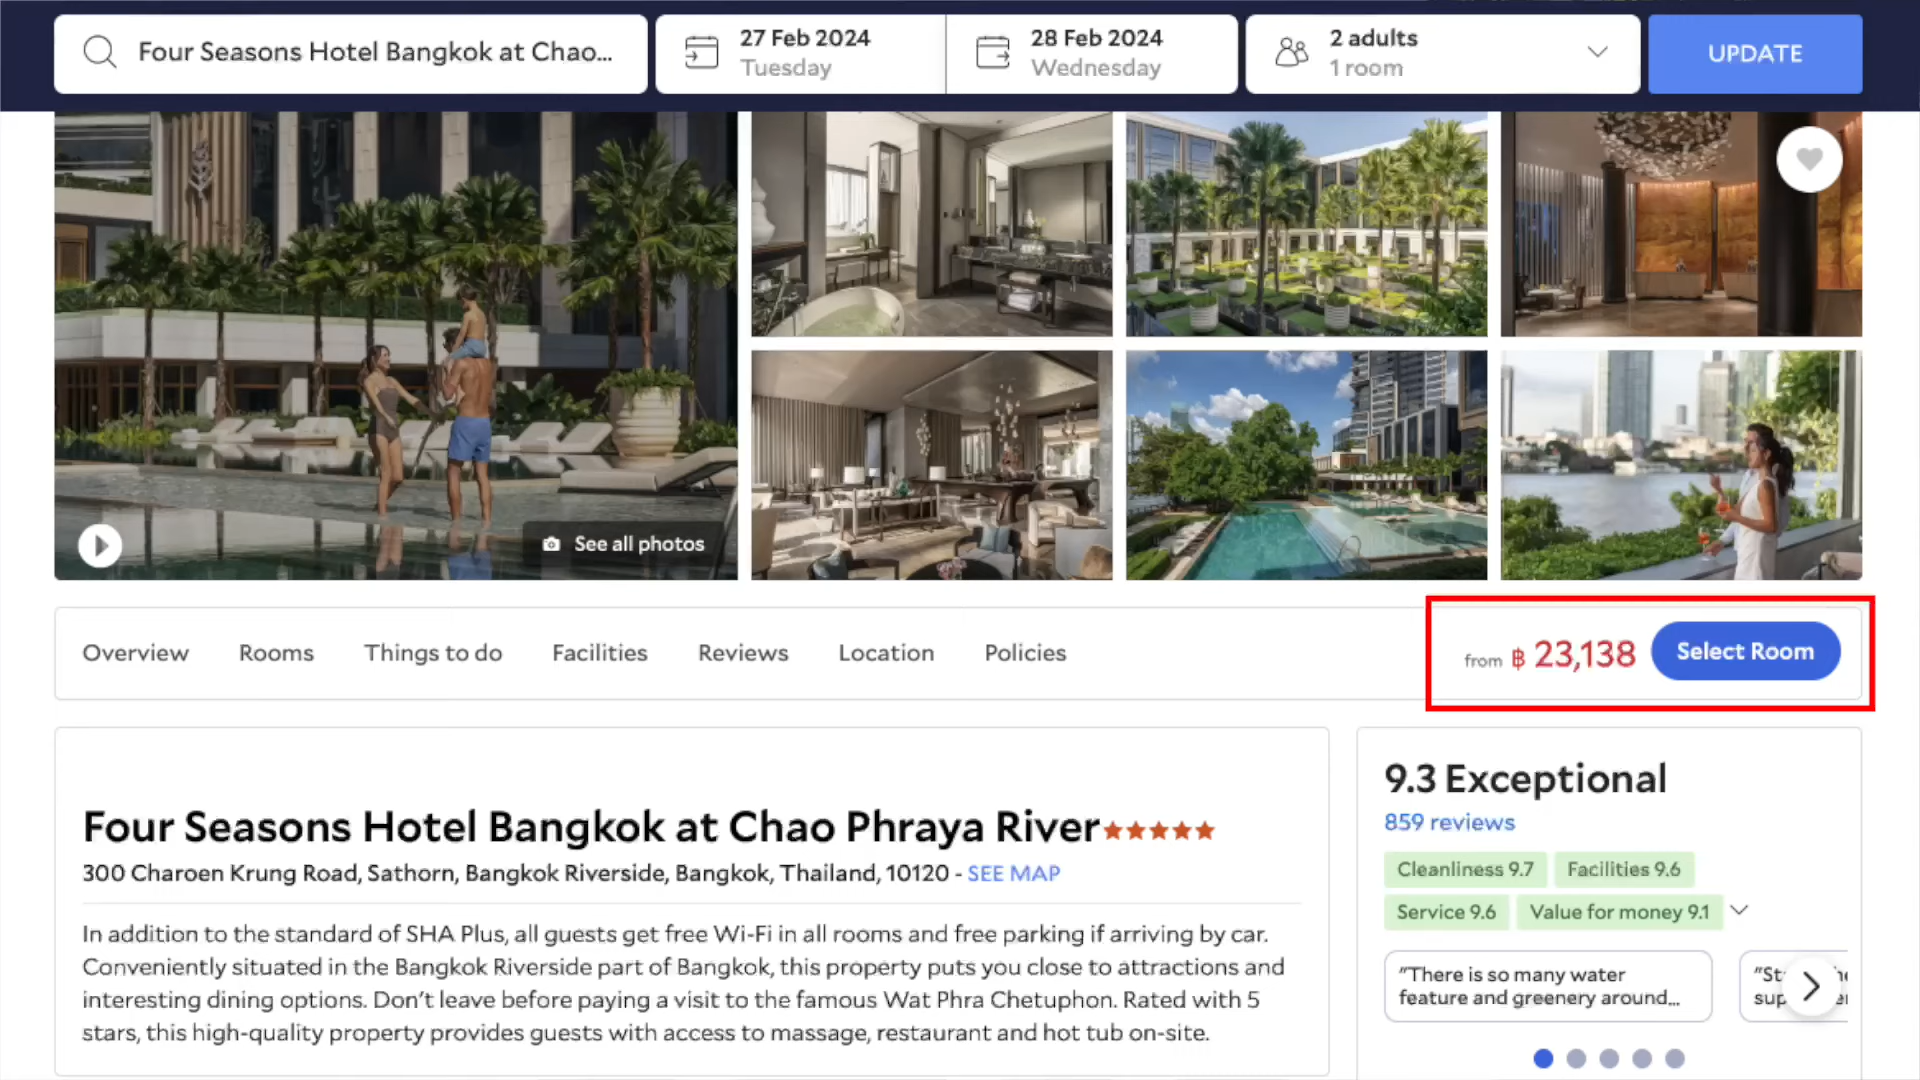 Four Seasons Hotel Bangkok at Chao...
27 Feb 2024
Tuesday
28 Feb 2024
Wednesday
2 adults
1 room
UPDATE
See all photos
Overview
Rooms
Things to do
Facilities
Reviews
Location
Policies
from ฿ 23,138
Select Room
Four Seasons Hotel Bangkok at Chao Phraya River
300 Charoen Krung Road, Sathorn, Bangkok Riverside, Bangkok, Thailand, 10120 - SEE MAP
In addition to the standard of SHA Plus, all guests get free Wi-Fi in all rooms and free parking if arriving by car.
Conveniently situated in the Bangkok Riverside part of Bangkok, this property puts you close to attractions and
interesting dining options. Don't leave before paying a visit to the famous Wat Phra Chetuphon. Rated with 5
stars, this high-quality property provides guests with access to massage, restaurant and hot tub on-site.
9.3 Exceptional
859 reviews
Cleanliness 9.7
Facilities 9.6
Service 9.6
Value for money 9.1
"There is so many water
feature and greenery around...